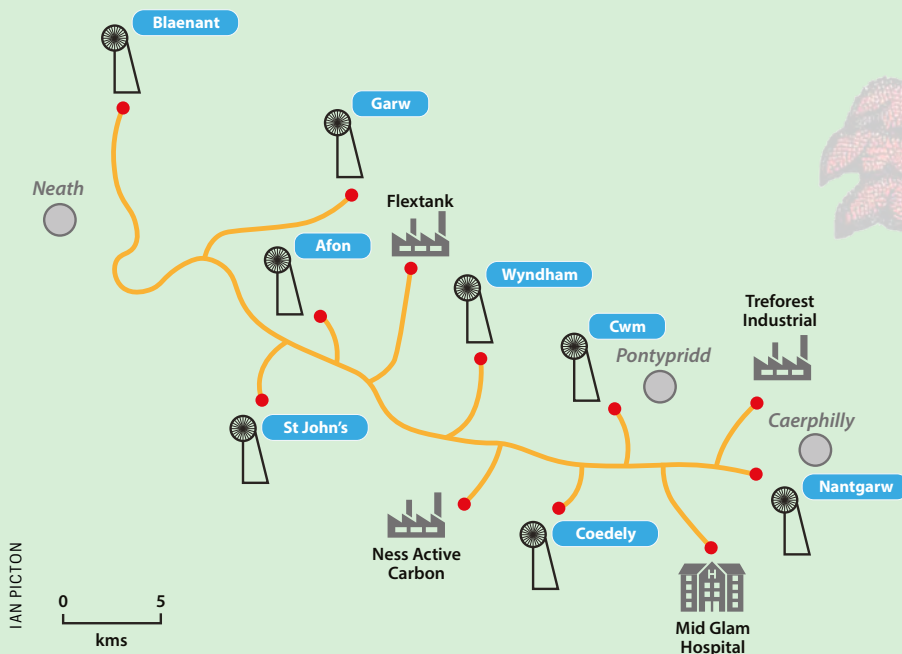 Blaenant
Garw
Neath
Flextank
Afon
Wyndham
Treforest
Industrial
Cwm
Pontypridd
Caerphilly
St John's
Nantgarw
Ness Active
Carbon
Coedely
H
Mid Glam
Hospital
0 5
kms
IAN PICTON